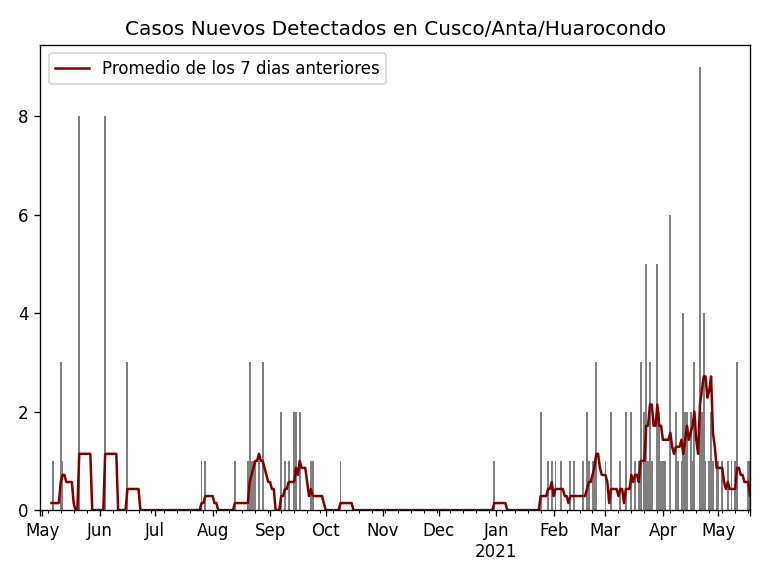 Casos Nuevos Detectados en Cusco/Anta/Huarocondo
Promedio de los 7 dias anteriores
8
6
4
2
0
May Jun Jul Aug Sep Oct Nov Dec Jan Feb Mar Apr May
2021